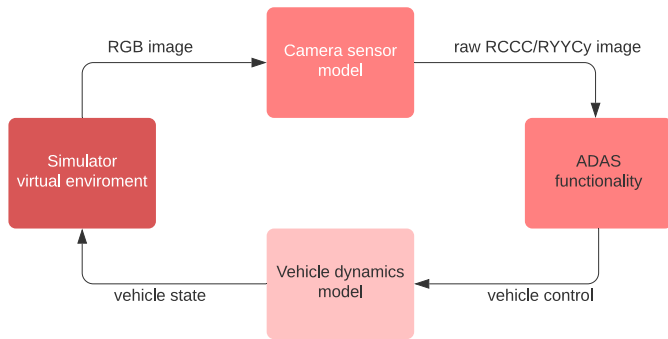 RGB image
Camera sensor
model
raw RCCC/RYYCy image
Simulator
virtual enviroment
ADAS
functionality
Vehicle dynamics
model
vehicle state
vehicle control